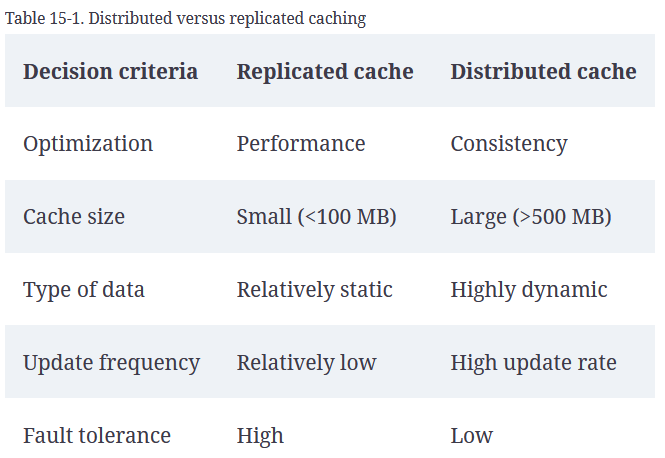 Table 15-1. Distributed versus replicated caching
Decision criteria Replicated cache Distributed cache
Optimization Performance Consistency
Cache size Small (<100 MB) Large (>500 MB)
Type of data Relatively static Highly dynamic
Update frequency Relatively low High update rate
Fault tolerance High Low